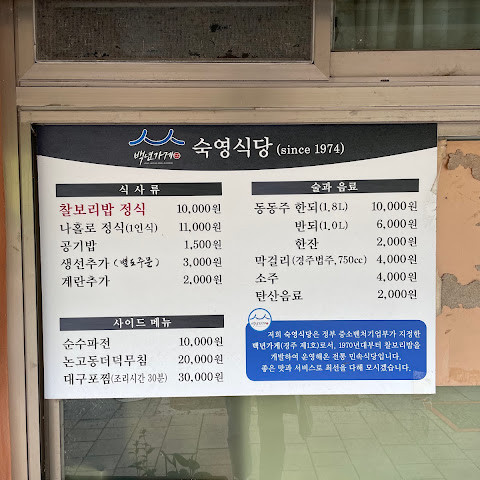 백년가게
숙영식당 (since 1974)
식 사 류
찰보리밥 정식 10,000원
나홀로 정식(1인식) 11,000원
공기밥 1,500원
생선추가 (별도주문) 3,000원
계란추가 2,000원
사이드 메뉴
순수파전 10,000원
논고동더덕무침 20,000원
대구포찜(조리시간 30분) 30,000원
술과 음료
동동주 한되(1.8L) 10,000원
반되(1.0L) 6,000원
한잔 2,000원
막걸리(경주법주,750cc) 4,000원
소주 4,000원
탄산음료 2,000원
저희 숙영식당은 정부 중소벤처기업부가 지정한
백년가게(경주 제1호)로서, 1970년대부터 찰보리밥을
개발하여 운영해온 전통 민속식당입니다.
좋은 맛과 서비스로 최선을 다해 모시겠습니다.